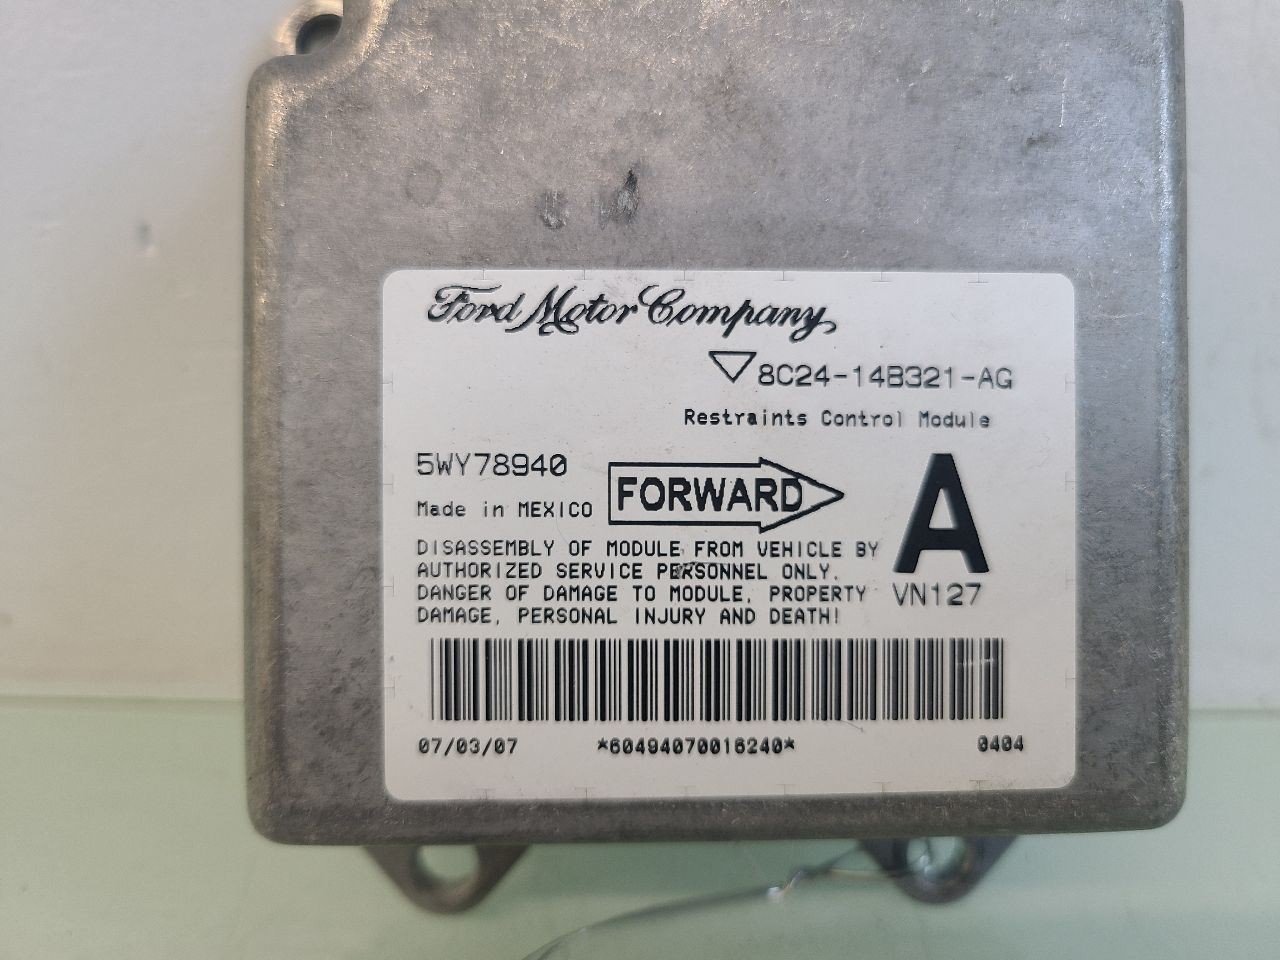 Ford Motor Company
8C24-14B321-AG
Restraints Control Module
5WY78940
FORWARD
A
Made in MEXICO
DISASSEMBLY OF MODULE FROM VEHICLE BY
AUTHORIZED SERVICE PERSONNEL ONLY.
DANGER OF DAMAGE TO MODULE, PROPERTY
DAMAGE, PERSONAL INJURY AND DEATH!
VN127
07/03/07 *60494070016240* 0404